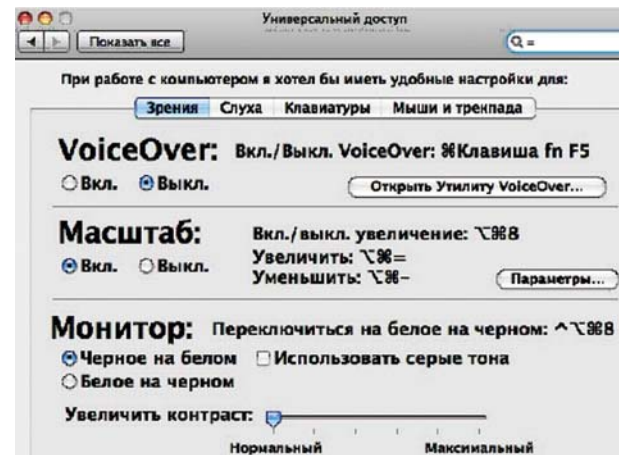 Универсальный доступ
Показать все
=
При работе с компьютером я хотел бы иметь удобные настройки для:
Зрения Слуха Клавиатуры Мыши и трекпада
VoiceOver: Вкл./Выкл. VoiceOver: ⌘Клавиша fn F5
Вкл. Выкл. Открыть Утилиту VoiceOver...
Масштаб: Вкл./выкл. увеличение: ⌥⌘8
Увеличить: ⌥⌘=
Вкл. Выкл.
Уменьшить: ⌥⌘-
Параметры...
Монитор: Переключиться на белое на черном: ^⌥⌘8
Черное на белом Использовать серые тона
Белое на черном
Увеличить контраст:
Нормальный Максимальный